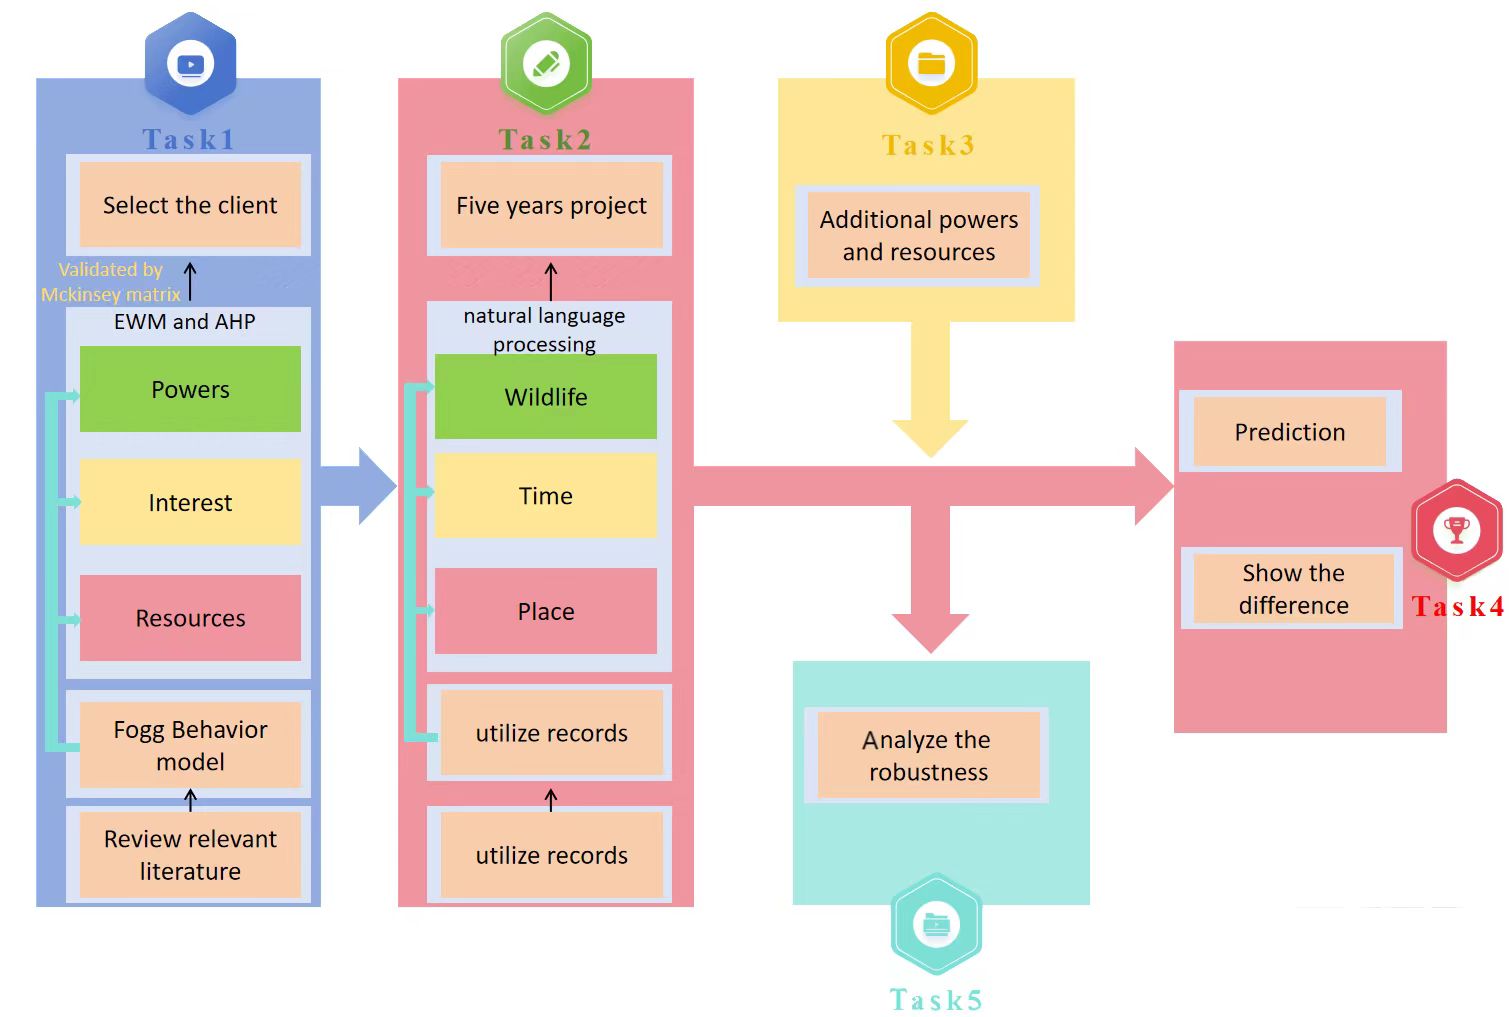 Task1
Select the client
Validated by
Mckinsey matrix
EWM and AHP
Powers
Interest
Resources
Fogg Behavior
model
Review relevant
literature
Task2
Five years project
natural language
processing
Wildlife
Time
Place
utilize records
utilize records
Task3
Additional powers
and resources
Prediction
Show the
difference
Task4
Analyze the
robustness
Task5